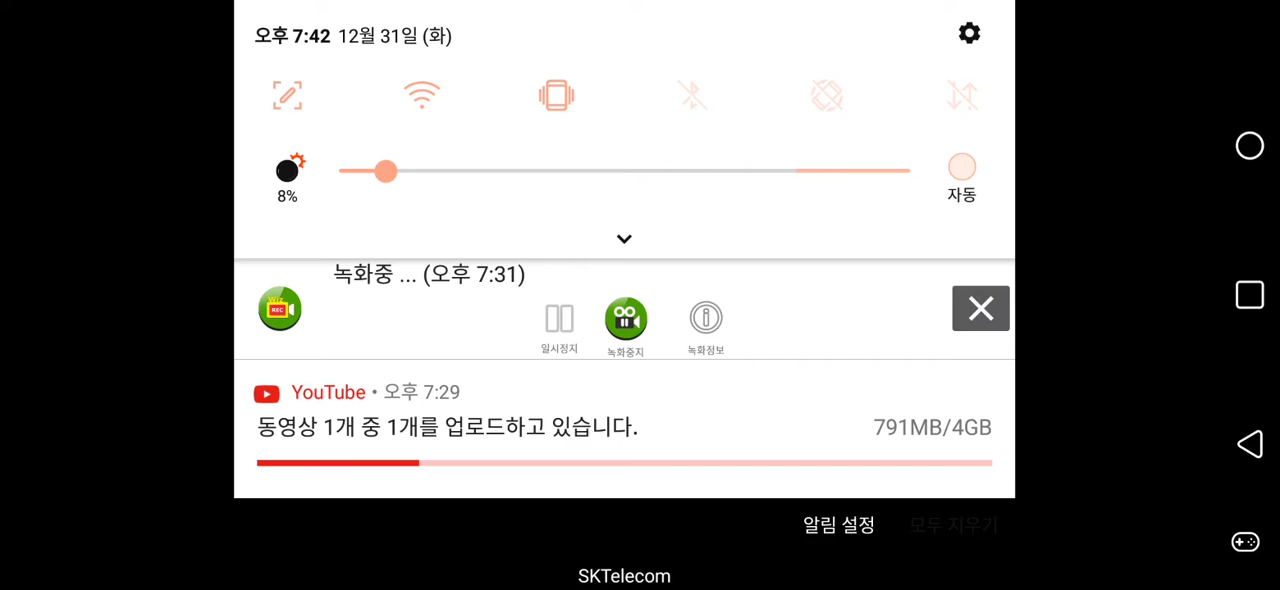 오후 7:42 12월 31일 (화)
8%
자동
녹화중 ... (오후 7:31)
Wiz
REC
일시정지
녹화중지
녹화정보
YouTube • 오후 7:29
동영상 1개 중 1개를 업로드하고 있습니다. 791MB/4GB
알림 설정 모두 지우기
SKTelecom